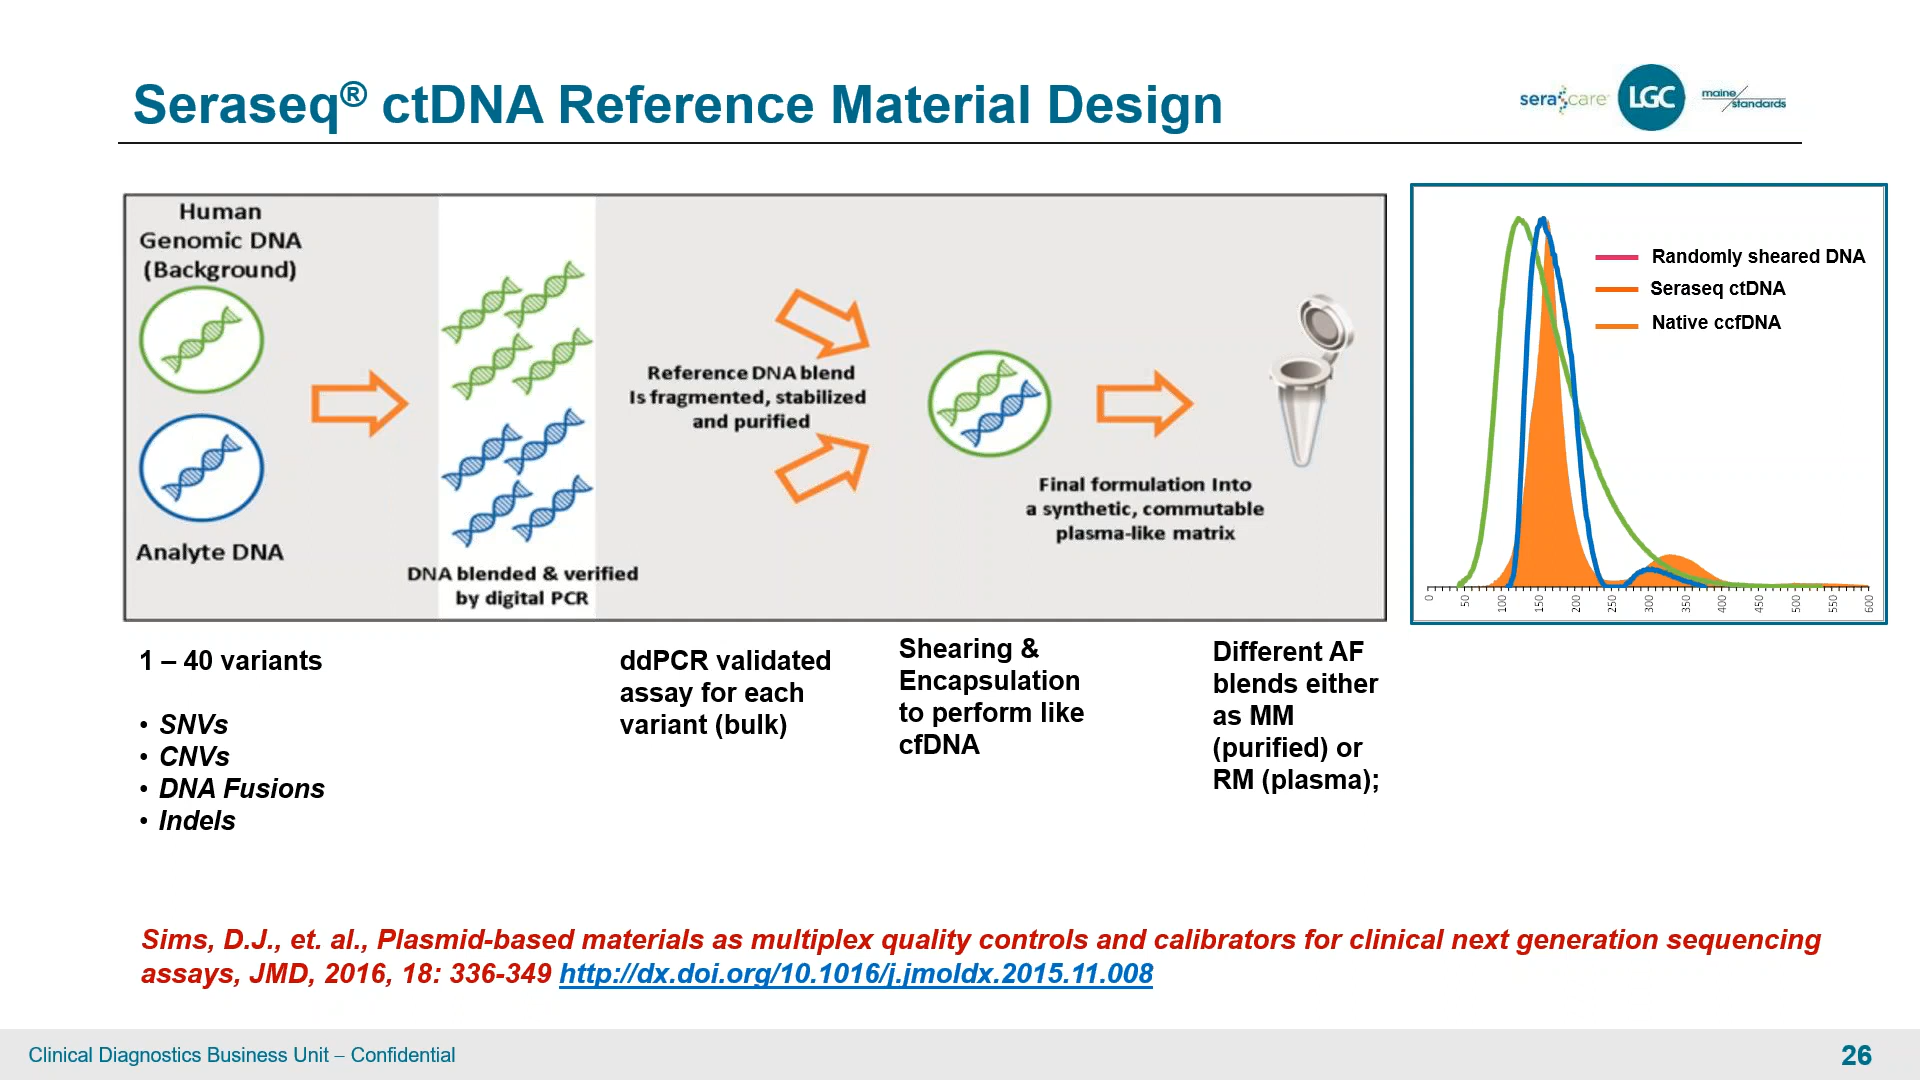 Seraseq® ctDNA Reference Material Design
sera care
LGC
maine
standards
Human
Genomic DNA
(Background)
Analyte DNA
DNA blended & verified
by digital PCR
Reference DNA blend
Is fragmented, stabilized
and purified
Final formulation Into
a synthetic, commutable
plasma-like matrix
Randomly sheared DNA
Seraseq ctDNA
Native ccfDNA
0 50 100 150 200 250 300 350 400 450 500 550 600
1 – 40 variants
• SNVs
• CNVs
• DNA Fusions
• Indels
ddPCR validated
assay for each
variant (bulk)
Shearing &
Encapsulation
to perform like
cfDNA
Different AF
blends either
as MM
(purified) or
RM (plasma);
Sims, D.J., et. al., Plasmid-based materials as multiplex quality controls and calibrators for clinical next generation sequencing
assays, JMD, 2016, 18: 336-349 http://dx.doi.org/10.1016/j.jmoldx.2015.11.008
Clinical Diagnostics Business Unit – Confidential
26